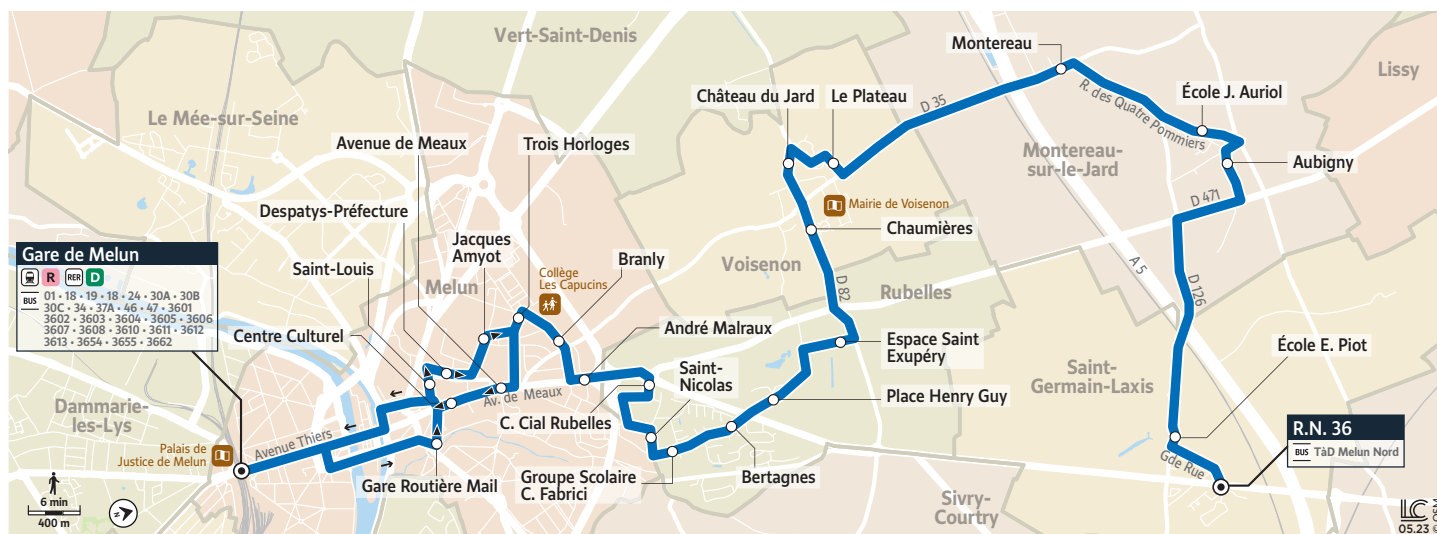 Vert-Saint-Denis
Montereau
Lissy
Le Mée-sur-Seine
Château du Jard
Le Plateau
D 35
R. des Quatre Pommiers
École J. Auriol
Avenue de Meaux
Trois Horloges
Montereau-
sur-le-Jard
Aubigny
D 471
Despatys-Préfecture
Mairie de Voisenon
Chaumières
Gare de Melun
R
RER
D
BUS
01 • 18 • 19 • 18 • 24 • 30A • 30B
30C • 34 • 37A • 46 • 47 • 3601
3602 • 3603 • 3604 • 3605 • 3606
3607 • 3608 • 3610 • 3611 • 3612
3613 • 3654 • 3655 • 3662
Saint-Louis
Jacques
Amyot
Melun
Collège
Les Capucins
Branly
Voisenon
D 82
Rubelles
A 5
D 126
Centre Culturel
André Malraux
Espace Saint
Exupéry
École E. Piot
Saint-
Nicolas
Saint-
Germain-Laxis
Dammarie-
les-Lys
Av. de Meaux
C. Cial Rubelles
Place Henry Guy
Palais de
Justice de Melun
Avenue Thiers
R.N. 36
BUS
TàD Melun Nord
Gde Rue
Gare Routière Mail
Groupe Scolaire
C. Fabrici
Bertagnes
Sivry-
Courtry
6 min
400 m
N
LC
05.23
© OSM